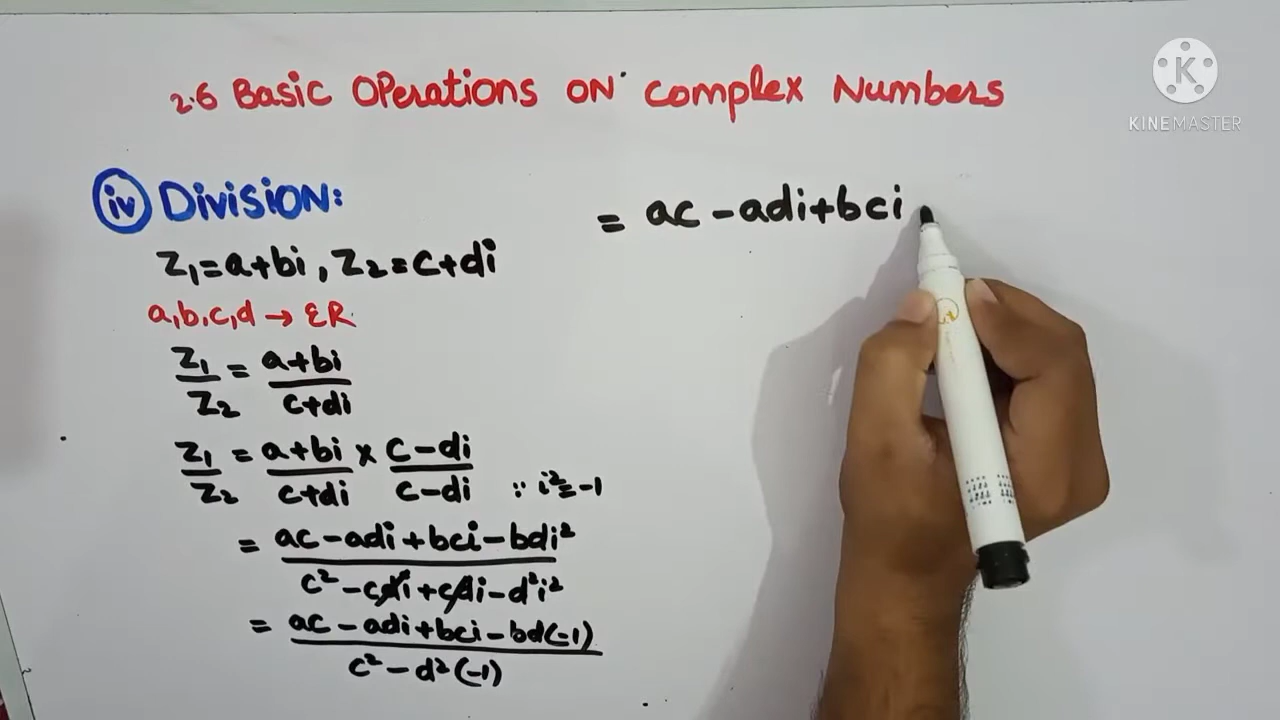 2.6 Basic Operations on Complex Numbers
KINEMASTER
(iv) Division:
Z₁=a+bi, Z₂=c+di
a,b,c,d → ƐR
Z₁/Z₂ = a+bi/c+di
Z₁/Z₂ = a+bi/c+di × c-di/c-di ∵ i²=-1
= ac-adi+bci-bdi²/c²-cdi+cdi-d²i²
= ac-adi+bci-bd(-1)/c²-d²(-1)
= ac-adi+bci